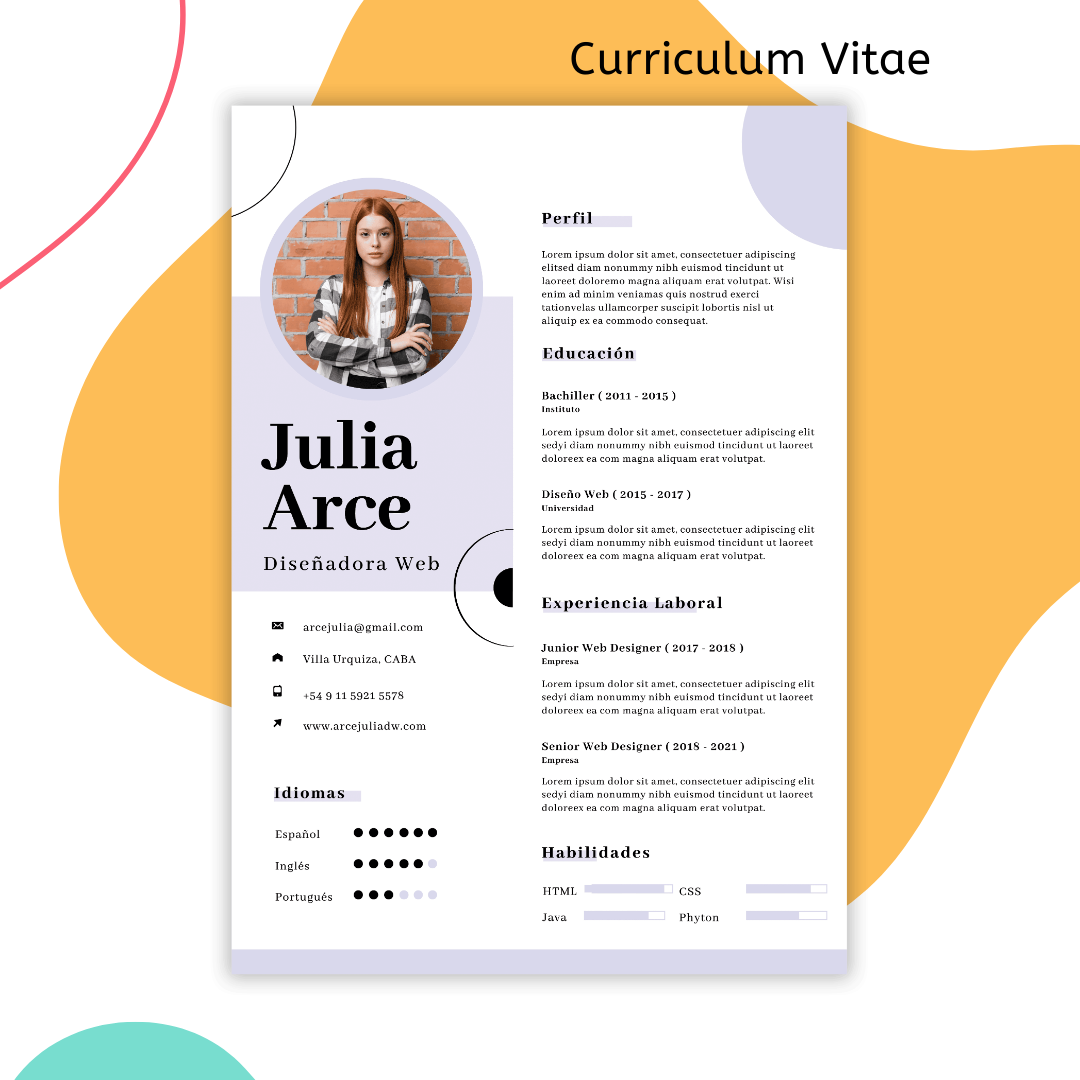 Curriculum Vitae
Julia
Arce
Diseñadora Web
arcejulia@gmail.com
Villa Urquiza, CABA
+54 9 11 5921 5578
www.arcejuliadw.com
Idiomas
Español
Inglés
Portugués
Perfil
Lorem ipsum dolor sit amet, consectetuer adipiscing
elitsed diam nonummy nibh euismod tincidunt ut
laoreet doloremo magna aliquam erat volutpat. Wisi
enim ad minim veniamas quis nostrud exerci
tationvelas ullamcorper suscipit lobortis nisl ut
aliquip ex ea commodo consequat.
Educación
Bachiller ( 2011 - 2015 )
Instituto
Lorem ipsum dolor sit amet, consectetuer adipiscing elit
sedyi diam nonummy nibh euismod tincidunt ut laoreet
doloreex ea com magna aliquam erat volutpat.
Diseño Web ( 2015 - 2017 )
Universidad
Lorem ipsum dolor sit amet, consectetuer adipiscing elit
sedyi diam nonummy nibh euismod tincidunt ut laoreet
doloreex ea com magna aliquam erat volutpat.
Experiencia Laboral
Junior Web Designer ( 2017 - 2018 )
Empresa
Lorem ipsum dolor sit amet, consectetuer adipiscing elit
sedyi diam nonummy nibh euismod tincidunt ut laoreet
doloreex ea com magna aliquam erat volutpat.
Senior Web Designer ( 2018 - 2021 )
Empresa
Lorem ipsum dolor sit amet, consectetuer adipiscing elit
sedyi diam nonummy nibh euismod tincidunt ut laoreet
doloreex ea com magna aliquam erat volutpat.
Habilidades
HTML CSS
Java Phyton